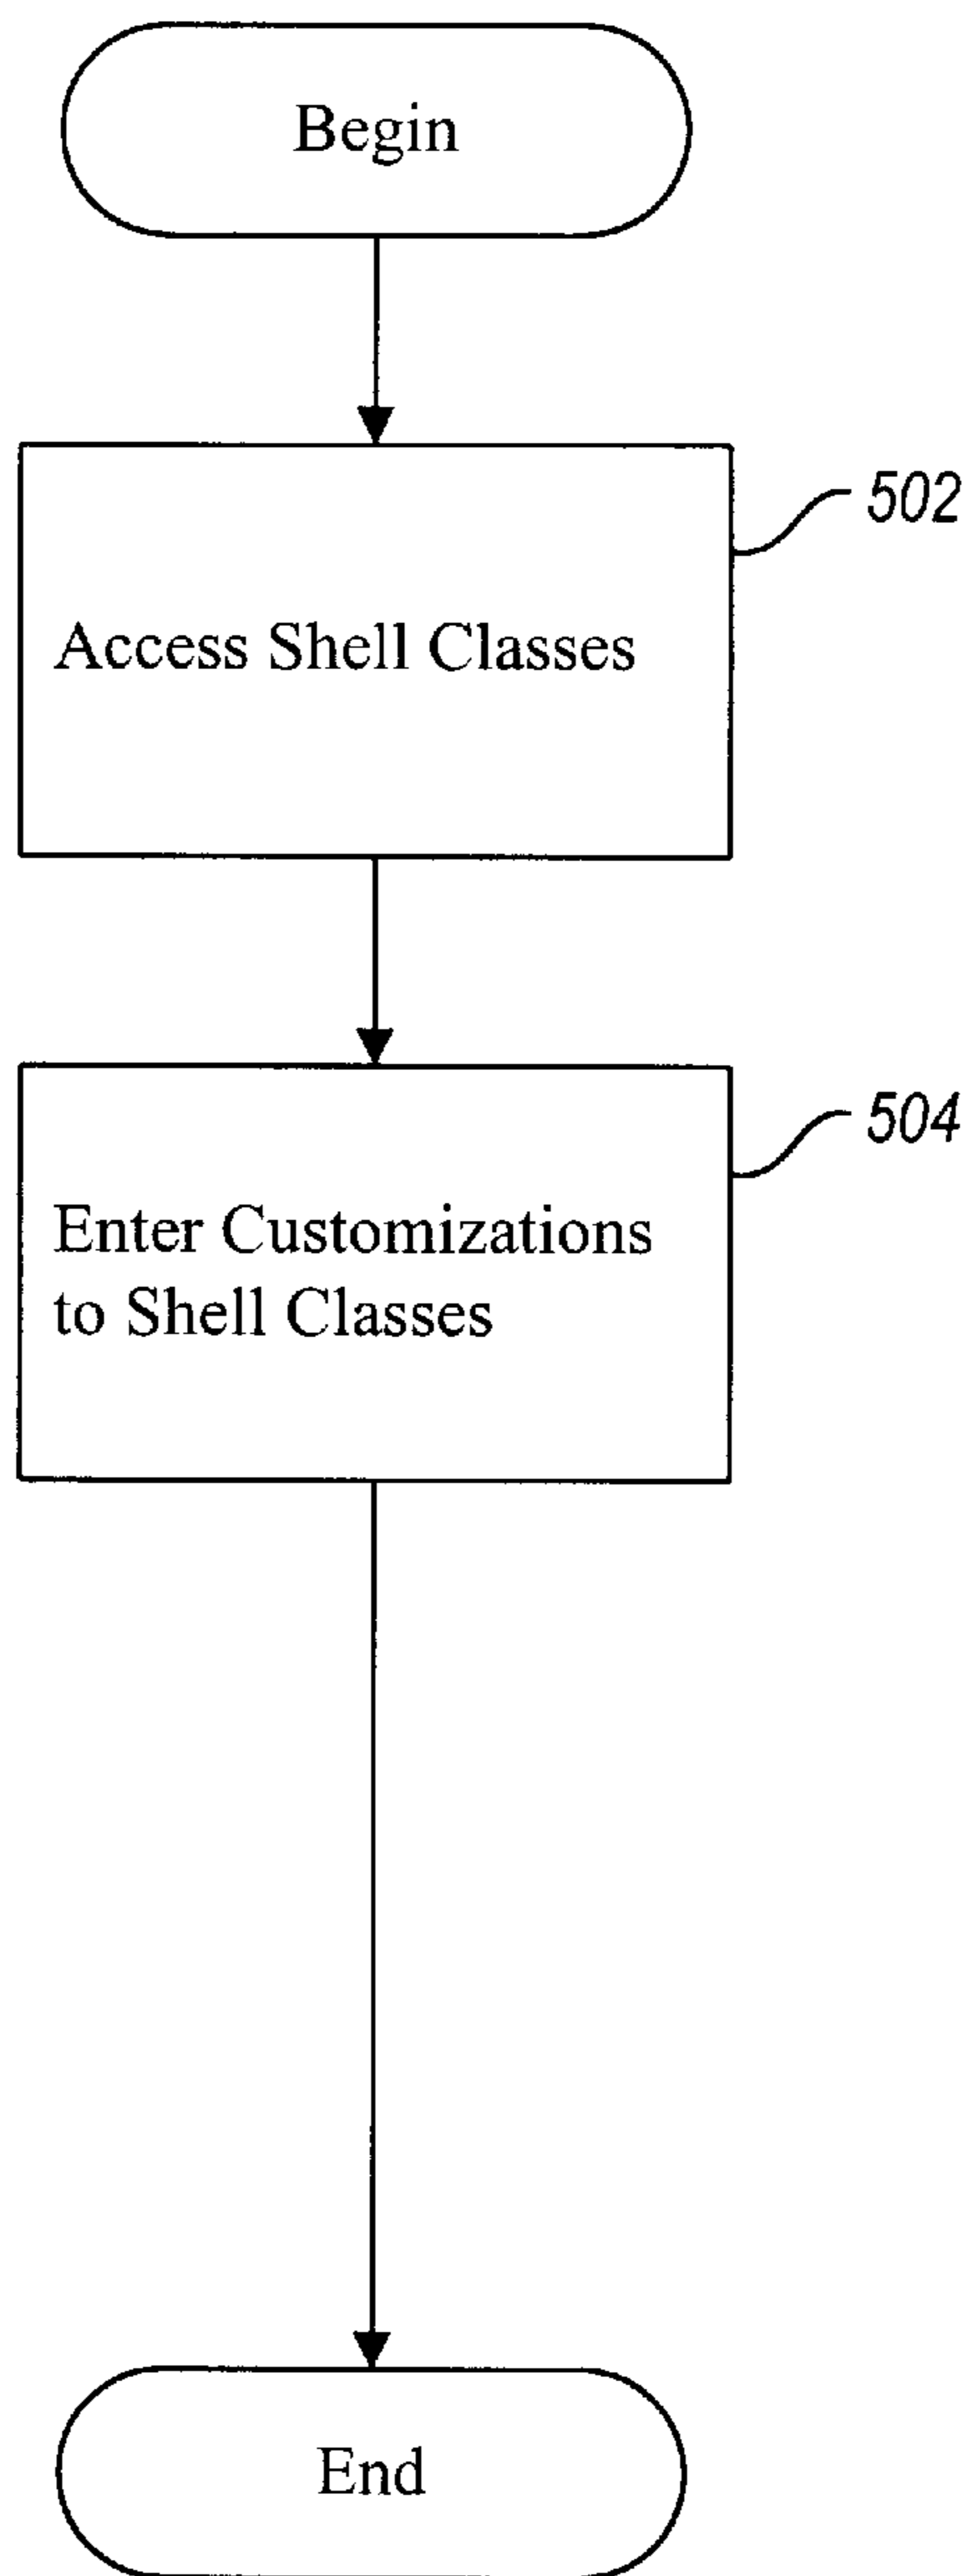 Begin
502
Access Shell Classes
504
Enter Customizations
to Shell Classes
End